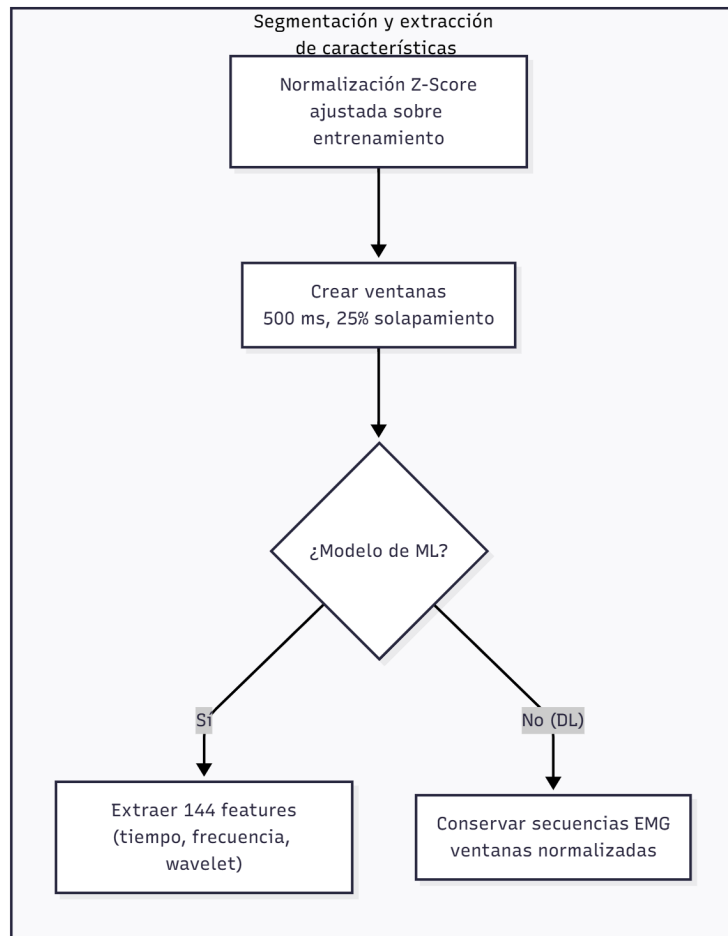 Segmentación y extracción
de características
Normalización Z-Score
ajustada sobre
entrenamiento
Crear ventanas
500 ms, 25% solapamiento
¿Modelo de ML?
Sí
No (DL)
Extraer 144 features
(tiempo, frecuencia,
wavelet)
Conservar secuencias EMG
ventanas normalizadas